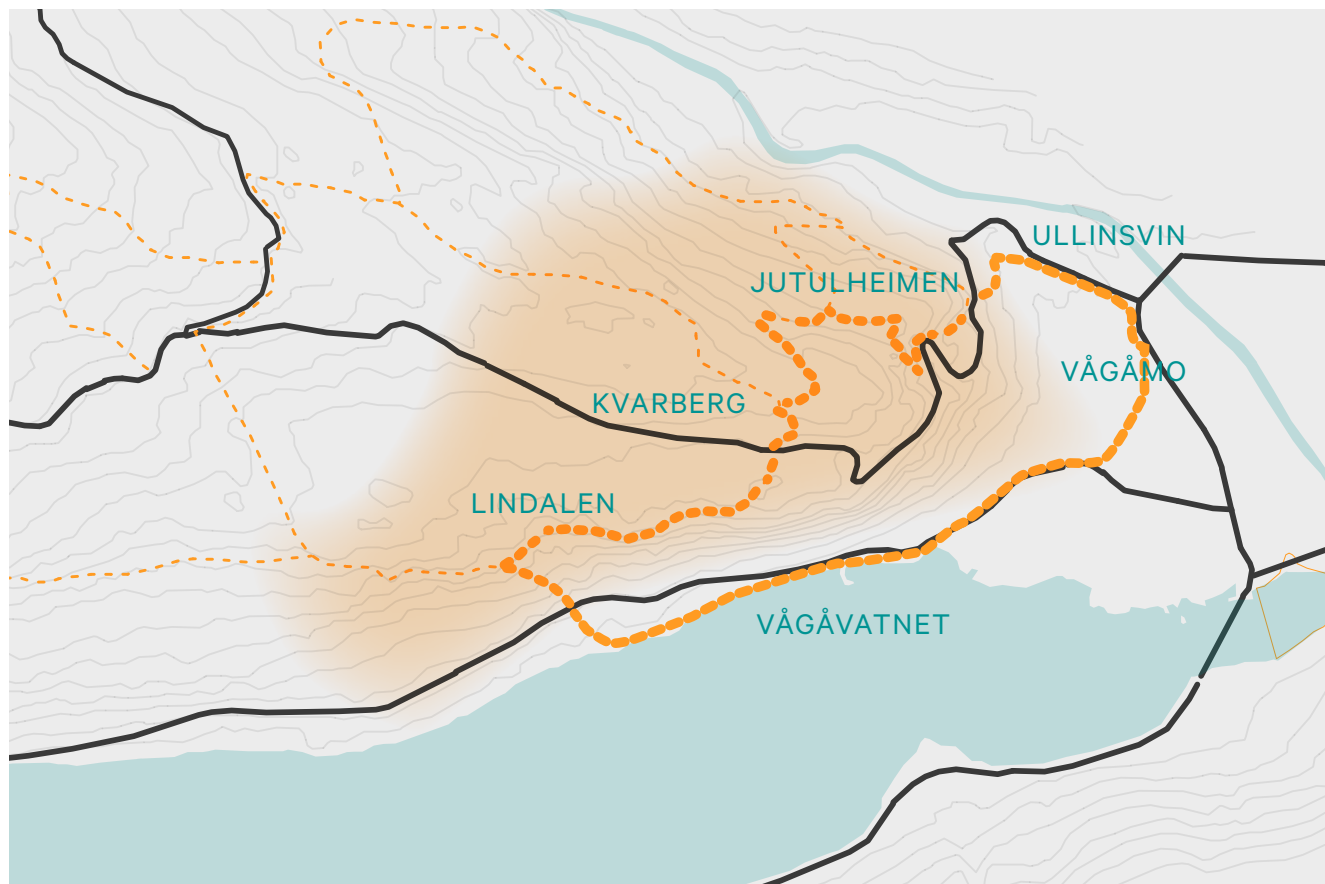 ULLINSVIN
JUTULHEIMEN
VÅGÅMO
KVARBERG
LINDALEN
VÅGÅVATNET